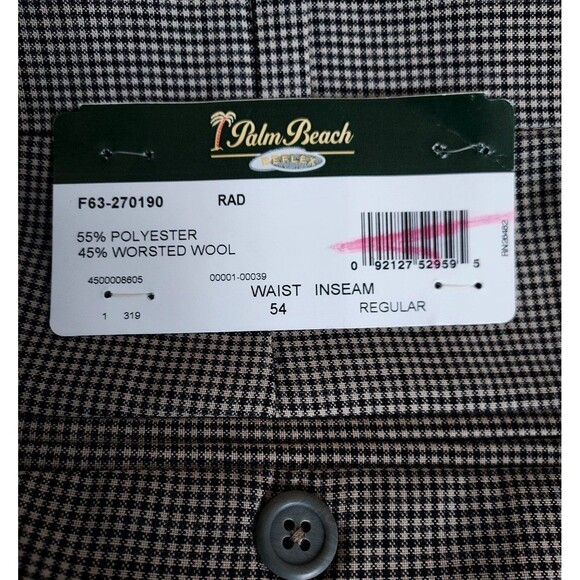 Palm Beach
REFLEX
F63-270190 RAD
55% POLYESTER
45% WORSTED WOOL
RN36482
0 92127 52959 5
4500008605 00001-00039
WAIST INSEAM
54 REGULAR
1 319